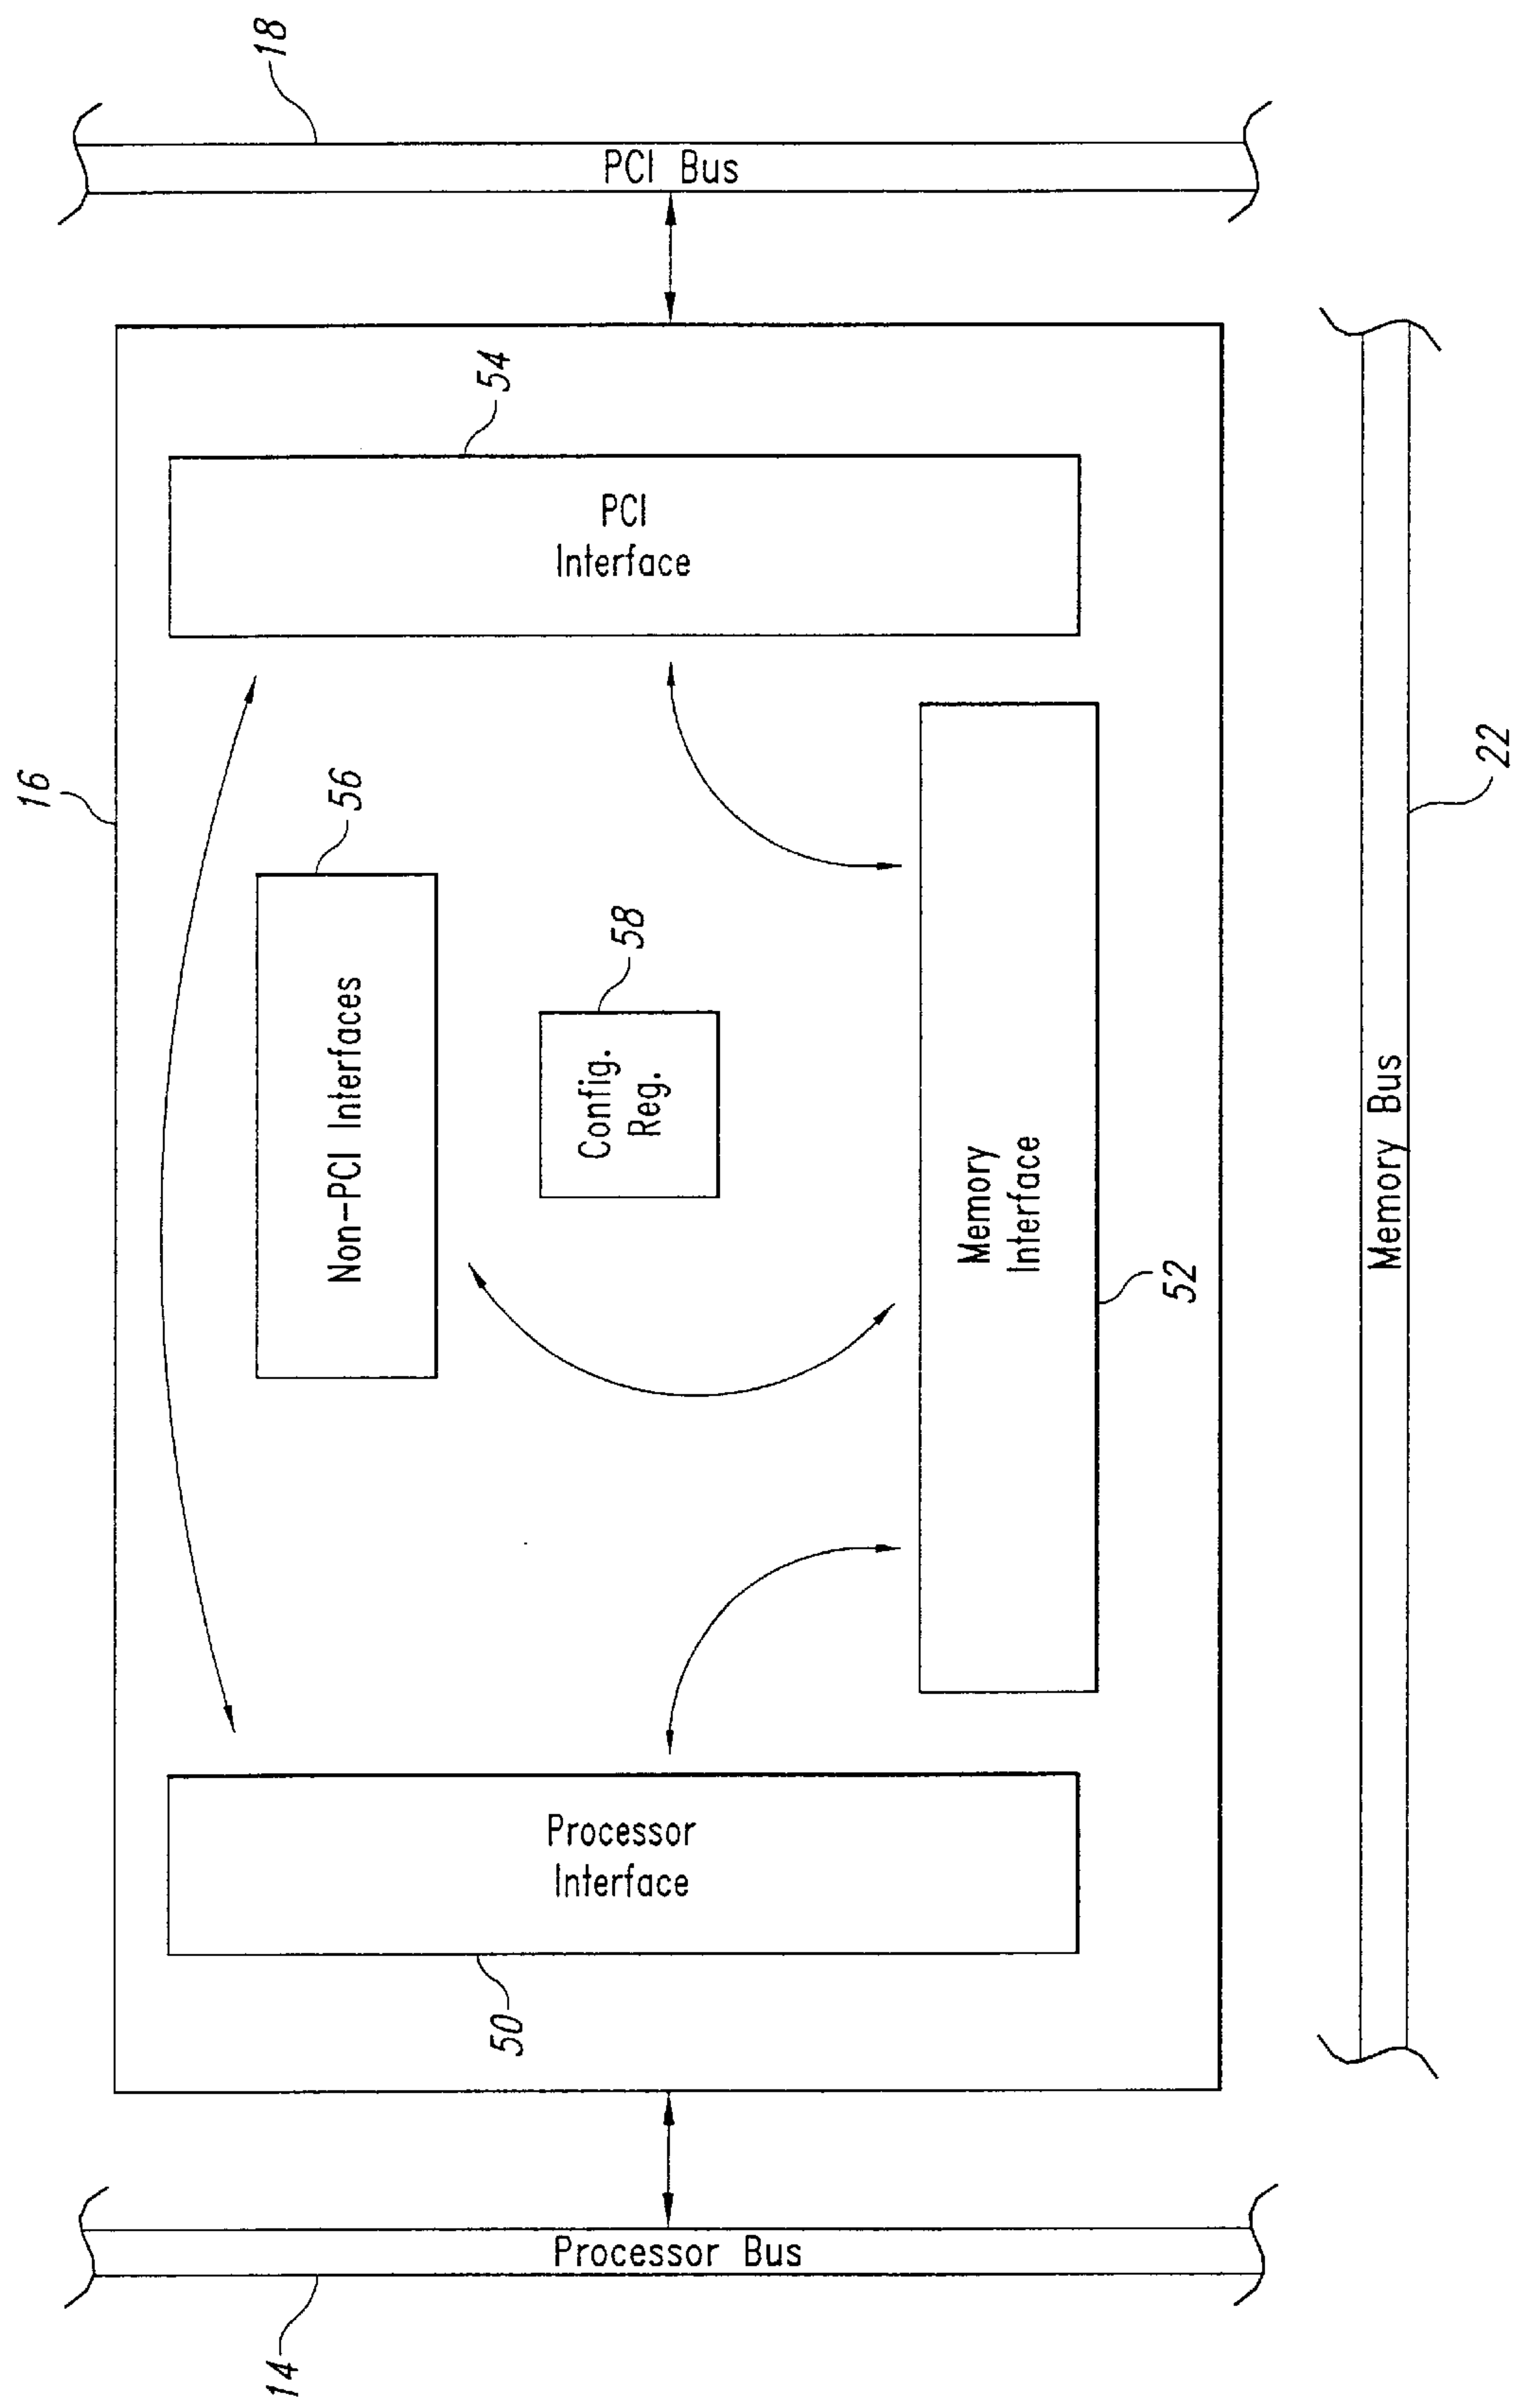 18
PCI Bus
54
PCI
Interface
16
56
Non-PCI Interfaces
58
Config.
Reg.
Memory
Interface
52
22
Memory Bus
Processor
Interface
50
Processor Bus
14